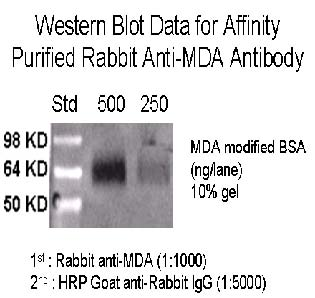 Western Blot Data for Affinity
Purified Rabbit Anti-MDA Antibody
Std 500 250
98 KD
64 KD
50 KD
MDA modified BSA
(ng/lane)
10% gel
1st : Rabbit anti-MDA (1:1000)
2nd : HRP Goat anti-Rabbit IgG (1:5000)